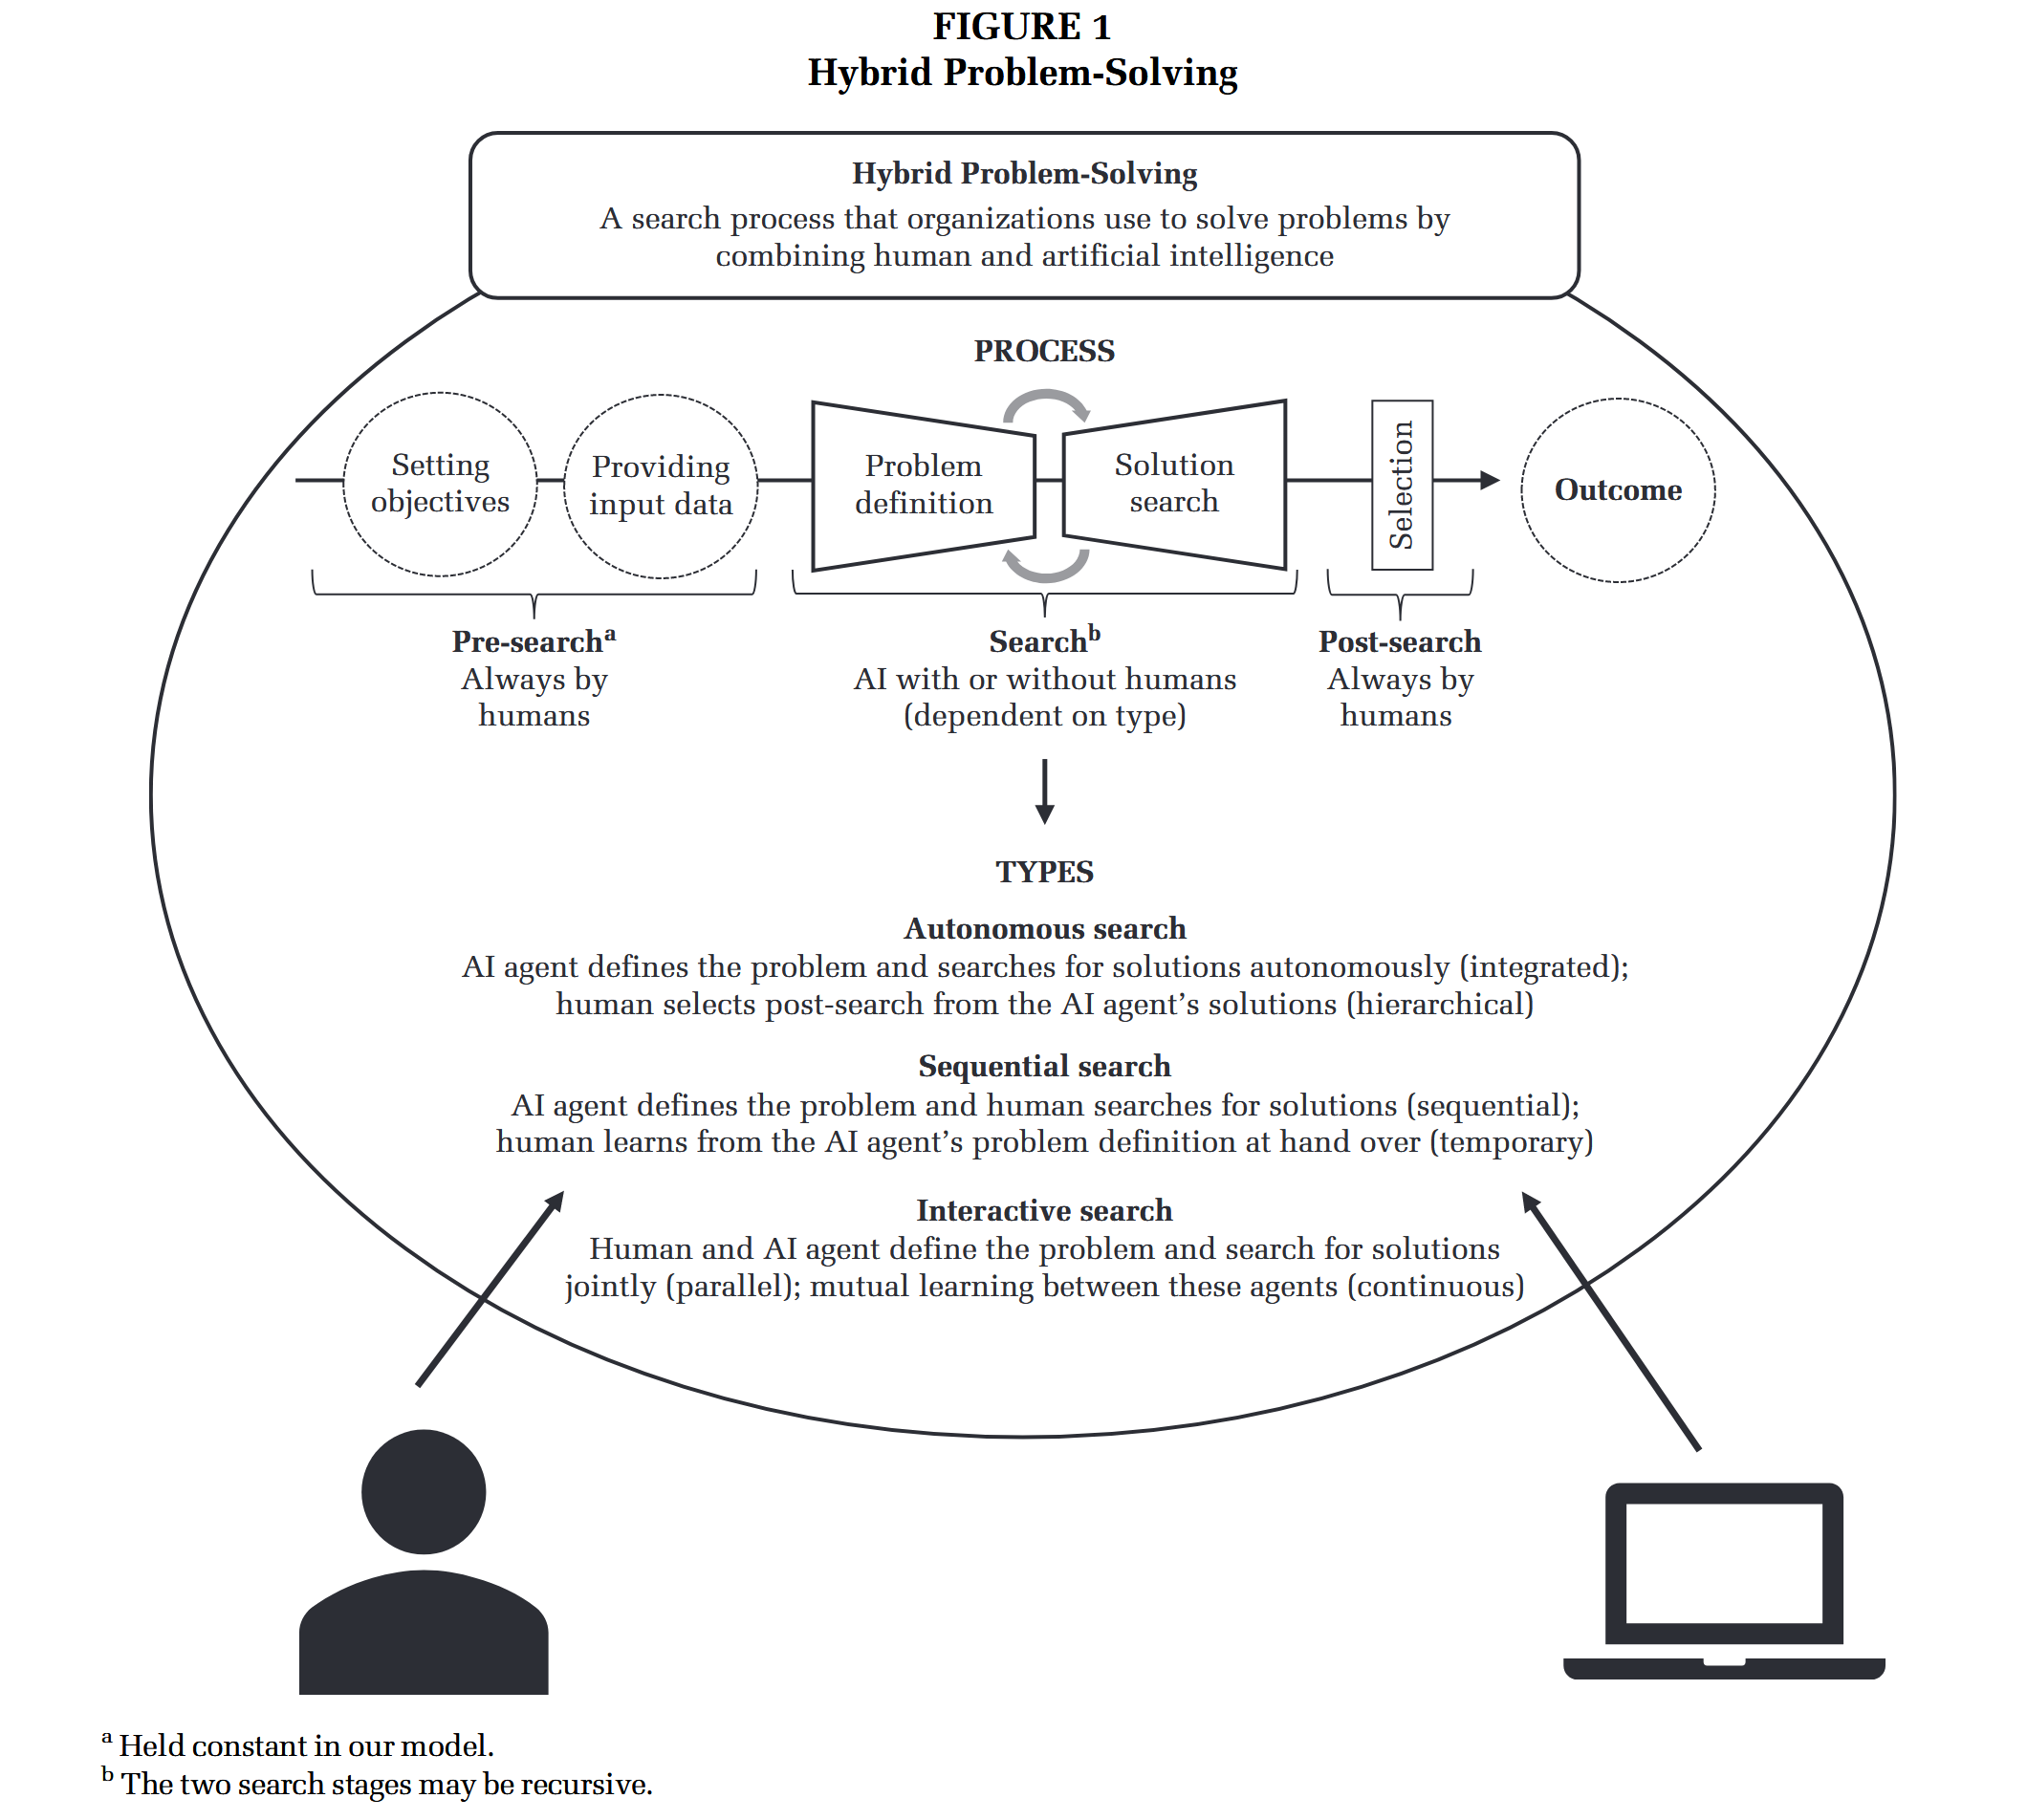 FIGURE 1
Hybrid Problem-Solving
Hybrid Problem-Solving
A search process that organizations use to solve problems by
combining human and artificial intelligence
PROCESS
Setting
objectives
Providing
input data
Problem
definition
Solution
search
Selection
Outcome
Pre-searchᵃ
Always by
humans
Searchᵇ
AI with or without humans
(dependent on type)
Post-search
Always by
humans
TYPES
Autonomous search
AI agent defines the problem and searches for solutions autonomously (integrated);
human selects post-search from the AI agent’s solutions (hierarchical)
Sequential search
AI agent defines the problem and human searches for solutions (sequential);
human learns from the AI agent’s problem definition at hand over (temporary)
Interactive search
Human and AI agent define the problem and search for solutions
jointly (parallel); mutual learning between these agents (continuous)
ᵃ Held constant in our model.
ᵇ The two search stages may be recursive.